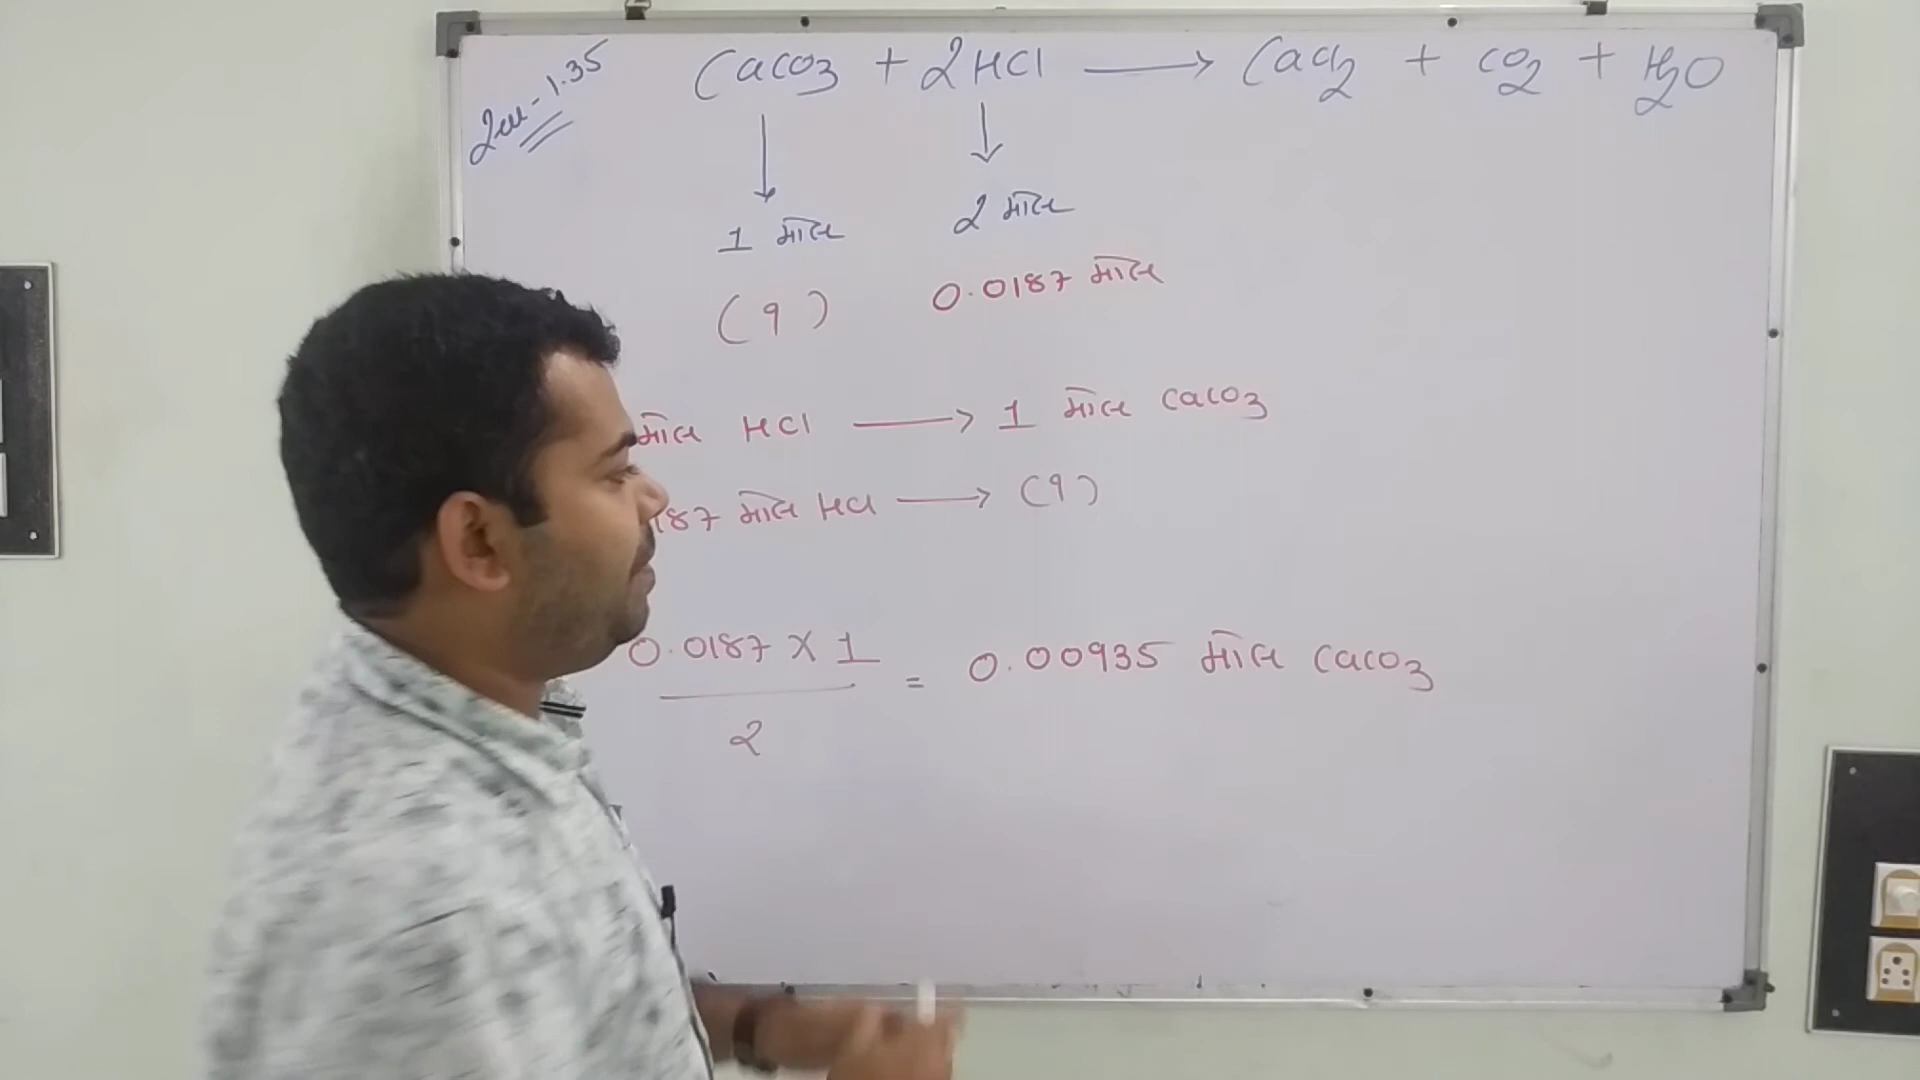 CaCO3 + 2HCl ⟶ CaCl2 + CO2 + H2O
1.35
1 મોલ 2 મોલ
(?) 0.0187 મોલ
મોલ HCl ⟶ 1 મોલ CaCO3
187 મોલ HCl ⟶ (?)
0.0187 X 1
2
= 0.00935 મોલ CaCO3